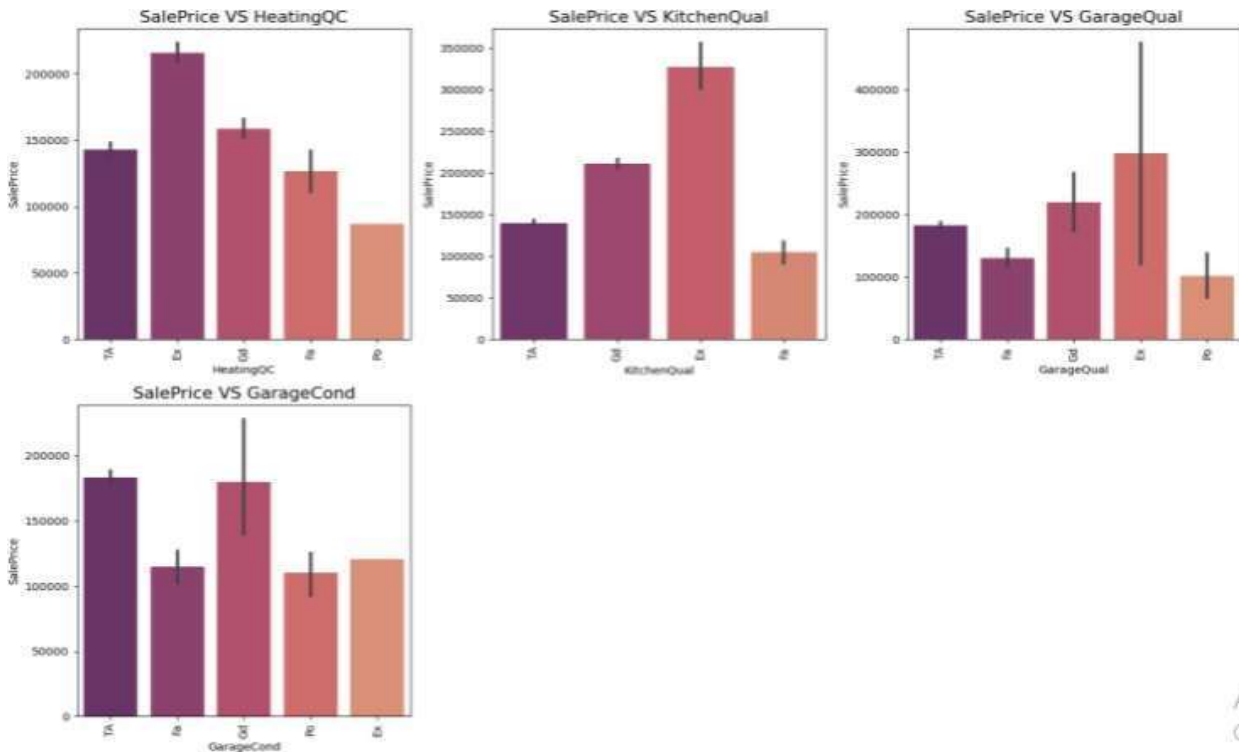 SalePrice VS HeatingQC
200000
150000
100000
50000
0
SalePrice
TA Ex Gd Fa Po
HeatingQC
SalePrice VS KitchenQual
350000
300000
250000
200000
150000
100000
50000
0
SalePrice
TA Gd Ex Fa
KitchenQual
SalePrice VS GarageQual
400000
300000
200000
100000
0
SalePrice
TA Fa Gd Ex Po
GarageQual
SalePrice VS GarageCond
200000
150000
100000
50000
0
SalePrice
TA Fa Gd Po Ex
GarageCond